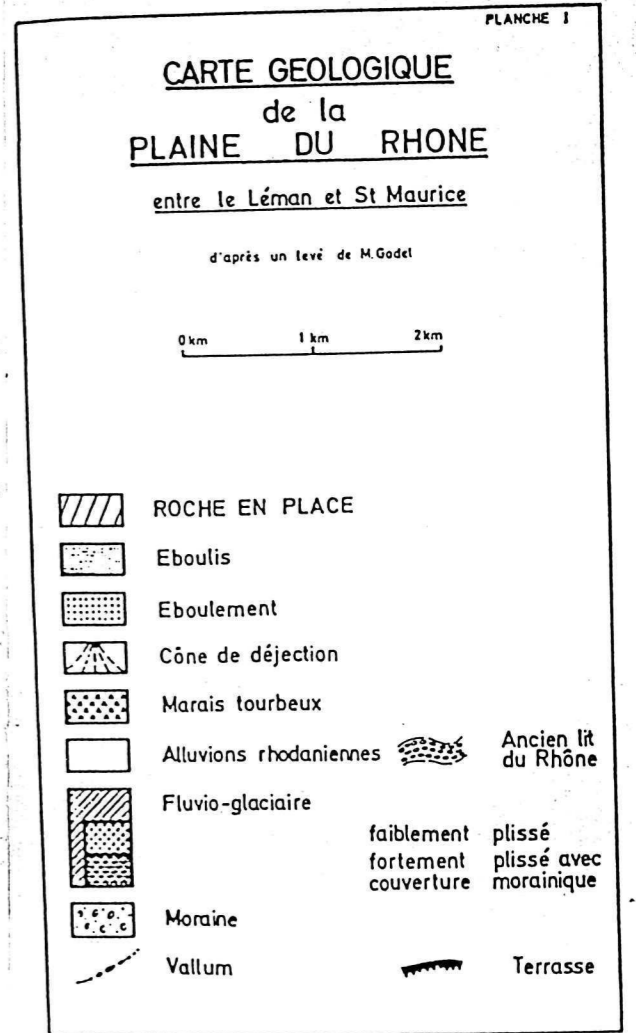 PLANCHE I
CARTE GEOLOGIQUE
de la
PLAINE DU RHONE
entre le Léman et St Maurice
d'après un levé de M. Godel
0 km 1 km 2 km
ROCHE EN PLACE
Eboulis
Eboulement
Cône de déjection
Marais tourbeux
Alluvions rhodaniennes
Ancien lit
du Rhône
Fluvio-glaciaire
faiblement plissé
fortement plissé avec
couverture morainique
Moraine
Vallum
Terrasse